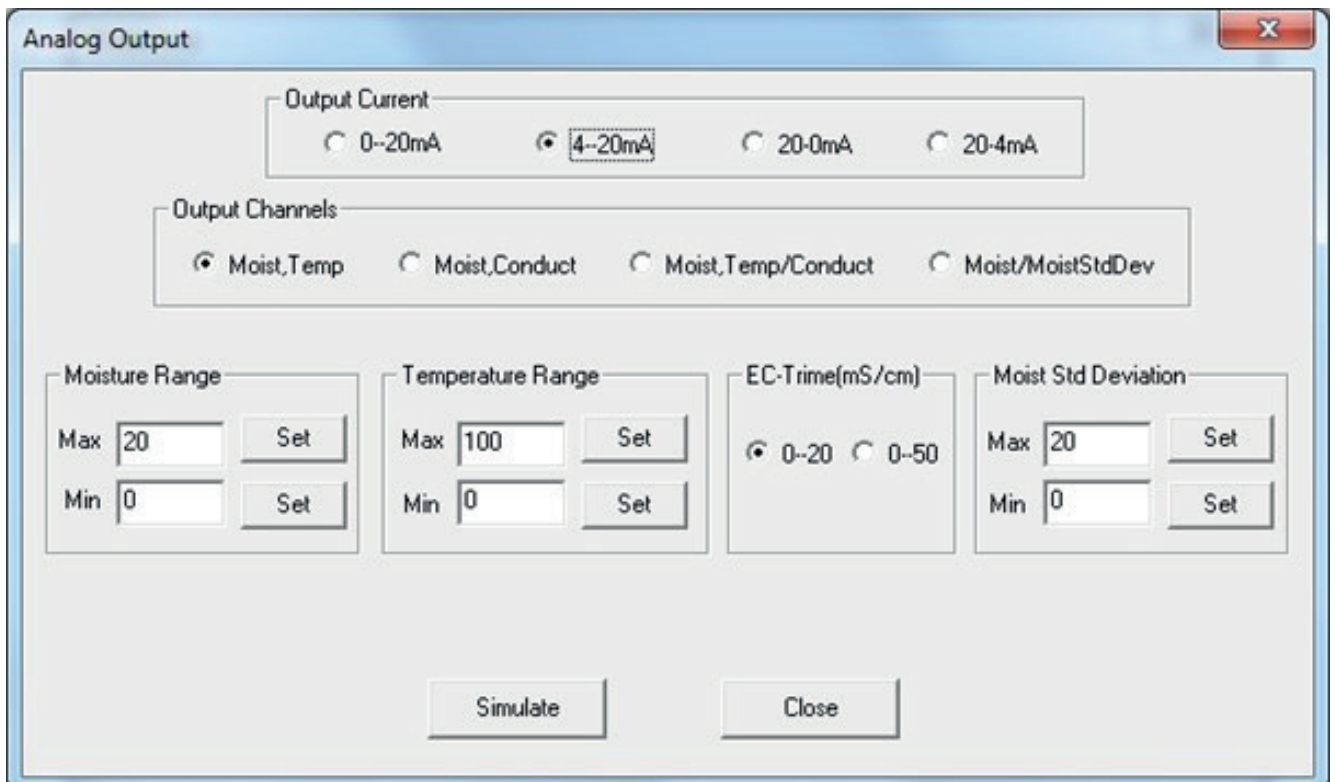 Analog Output
Output Current
0--20mA 4--20mA 20-0mA 20-4mA
Output Channels
Moist,Temp Moist,Conduct Moist,Temp/Conduct Moist/MoistStdDev
Moisture Range Temperature Range EC-Trime(mS/cm) Moist Std Deviation
Max 20 Set Max 100 Set 0--20 0--50 Max 20 Set
Min 0 Set Min 0 Set Min 0 Set
Simulate Close